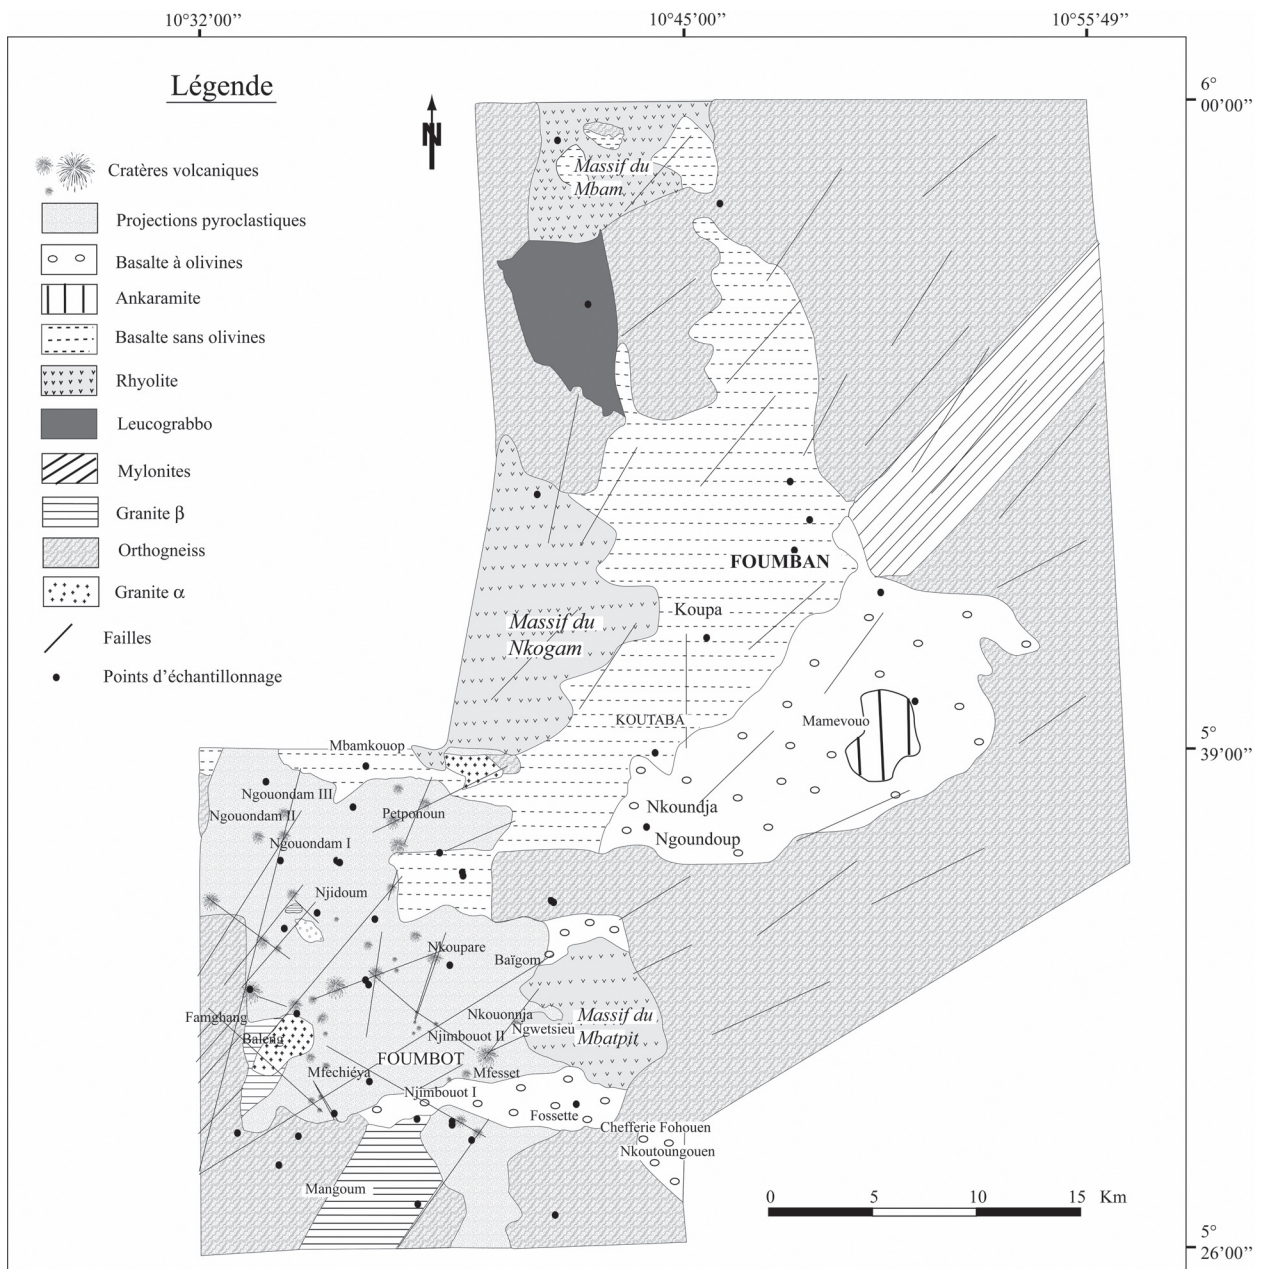 10°32'00''
10°45'00''
10°55'49''
Légende
6°
00'00''
N
Massif du
Mbam
Cratères volcaniques
Projections pyroclastiques
Basalte à olivines
Ankaramite
Basalte sans olivines
Rhyolite
Leucograbbo
Mylonites
Granite β
Orthogneiss
Granite α
Failles
Points d'échantillonnage
FOUMBAN
Koupa
Massif du
Nkogam
KOUTABA
Mamevouo
5°
39'00''
Mbamkouop
Ngouondam III
Ngouondam II
Petponoun
Nkoundja
Ngouondam I
Ngoundoup
Njidoum
Nkoupare
Baïgom
Famghang
Nkouonnja
Massif du
Mbatpit
Ngwetsieu
Baleng
Njimbouot II
FOUMBOT
Mfechiéya
Mfesset
Njimbouot I
Fossette
Chefferie Fohouen
Nkoutoungouen
Mangoum
0 5 10 15 Km
5°
26'00''